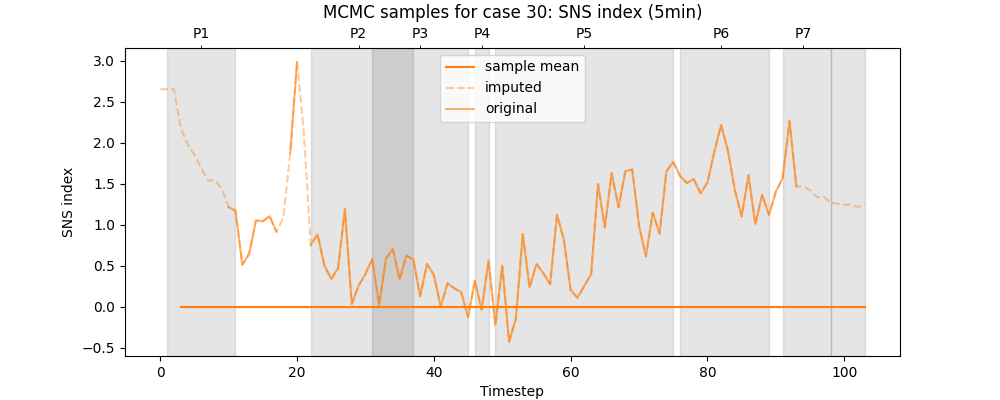 MCMC samples for case 30: SNS index (5min)
P1 P2 P3 P4 P5 P6 P7
sample mean
imputed
original
SNS index
3.0
2.5
2.0
1.5
1.0
0.5
0.0
−0.5
0 20 40 60 80 100
Timestep